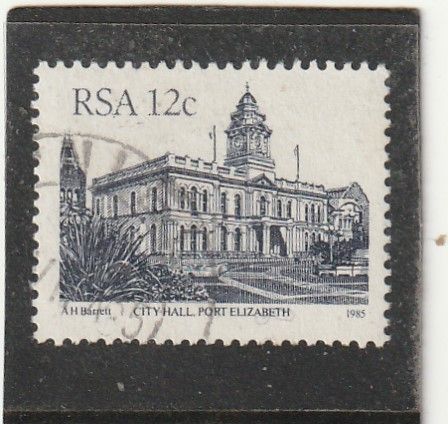 RSA 12c
A H Barrett CITY HALL, PORT ELIZABETH 1985